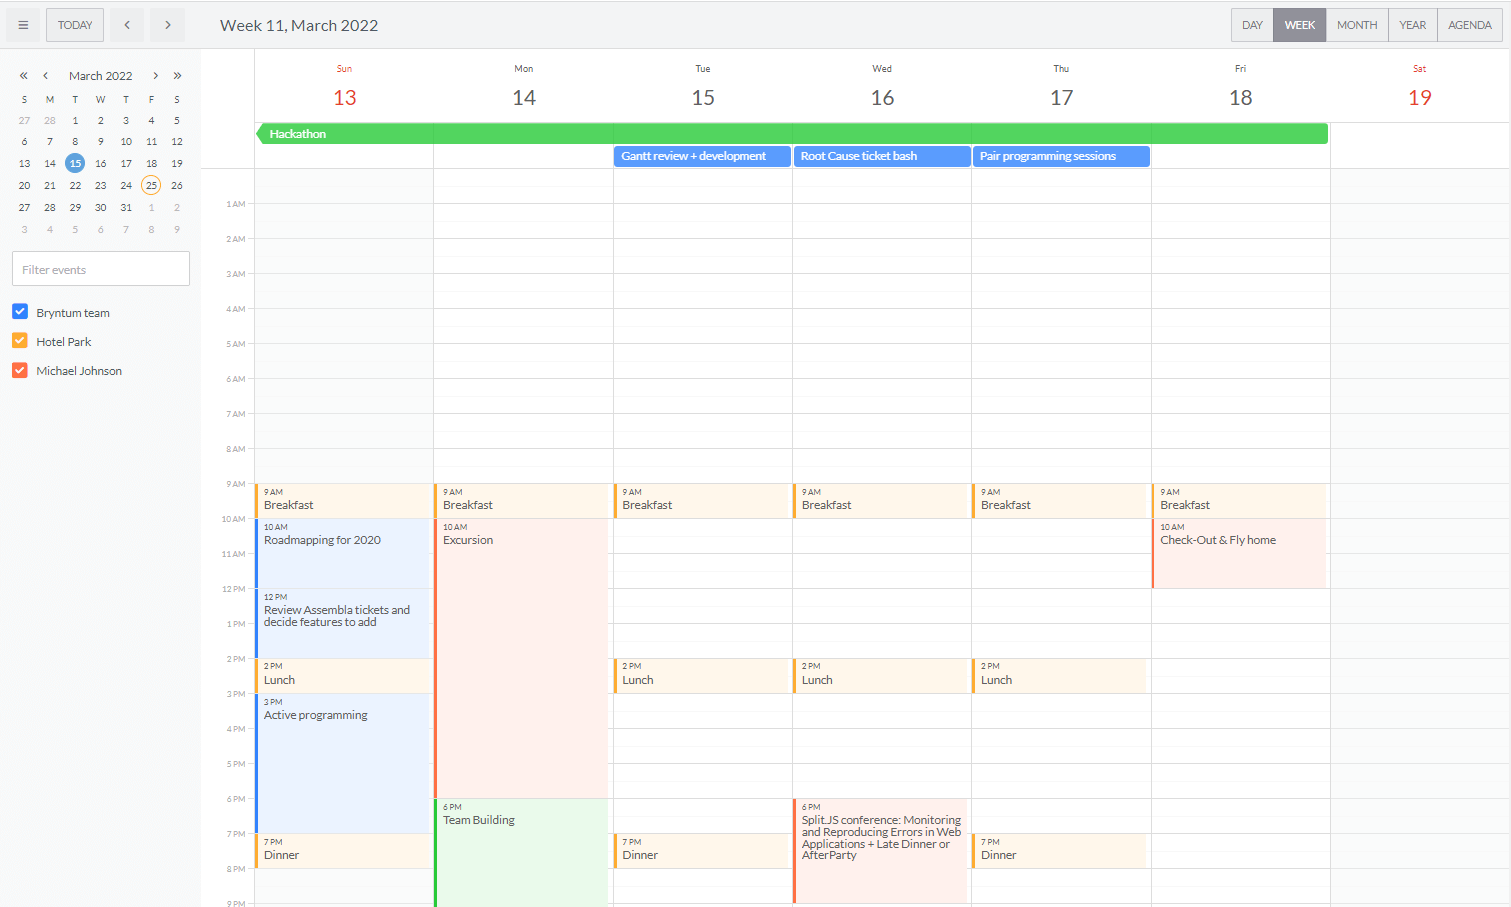 TODAY
Week 11, March 2022
DAY WEEK MONTH YEAR AGENDA
March 2022
S M T W T F S
27 28 1 2 3 4 5
6 7 8 9 10 11 12
13 14 15 16 17 18 19
20 21 22 23 24 25 26
27 28 29 30 31 1 2
3 4 5 6 7 8 9
Filter events
Bryntum team
Hotel Park
Michael Johnson
Sun Mon Tue Wed Thu Fri Sat
13 14 15 16 17 18 19
Hackathon
Gantt review + development Root Cause ticket bash Pair programming sessions
1 AM
2 AM
3 AM
4 AM
5 AM
6 AM
7 AM
8 AM
9 AM
10 AM
11 AM
12 PM
1 PM
2 PM
3 PM
4 PM
5 PM
6 PM
7 PM
8 PM
9 PM
9 AM
Breakfast
10 AM
Roadmapping for 2020
12 PM
Review Assembla tickets and
decide features to add
2 PM
Lunch
3 PM
Active programming
7 PM
Dinner
9 AM
Breakfast
10 AM
Excursion
6 PM
Team Building
9 AM
Breakfast
2 PM
Lunch
7 PM
Dinner
9 AM
Breakfast
2 PM
Lunch
6 PM
Split.JS conference: Monitoring
and Reproducing Errors in Web
Applications + Late Dinner or
AfterParty
9 AM
Breakfast
2 PM
Lunch
7 PM
Dinner
9 AM
Breakfast
10 AM
Check-Out & Fly home